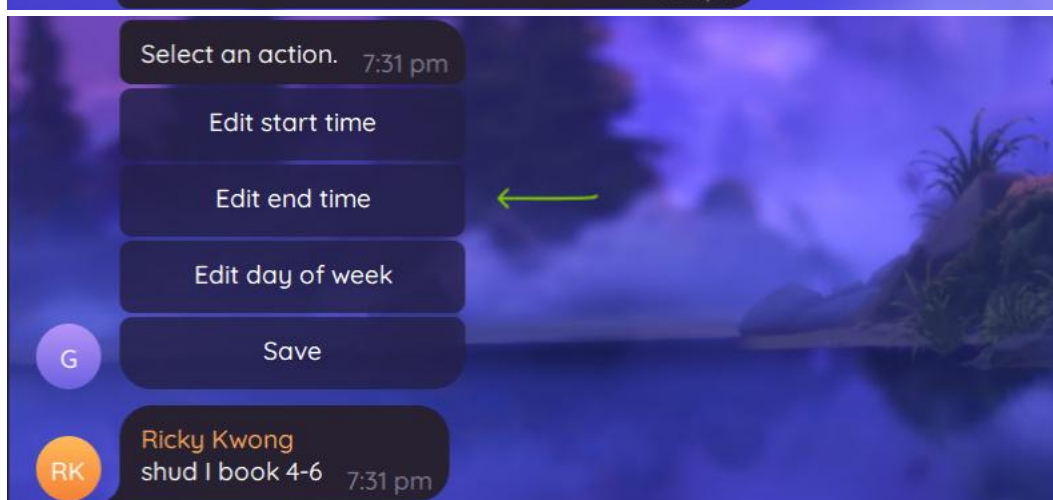 Select an action. 7:31 pm
Edit start time
Edit end time
Edit day of week
G
Save
Ricky Kwong
RK
shud I book 4-6 7:31 pm